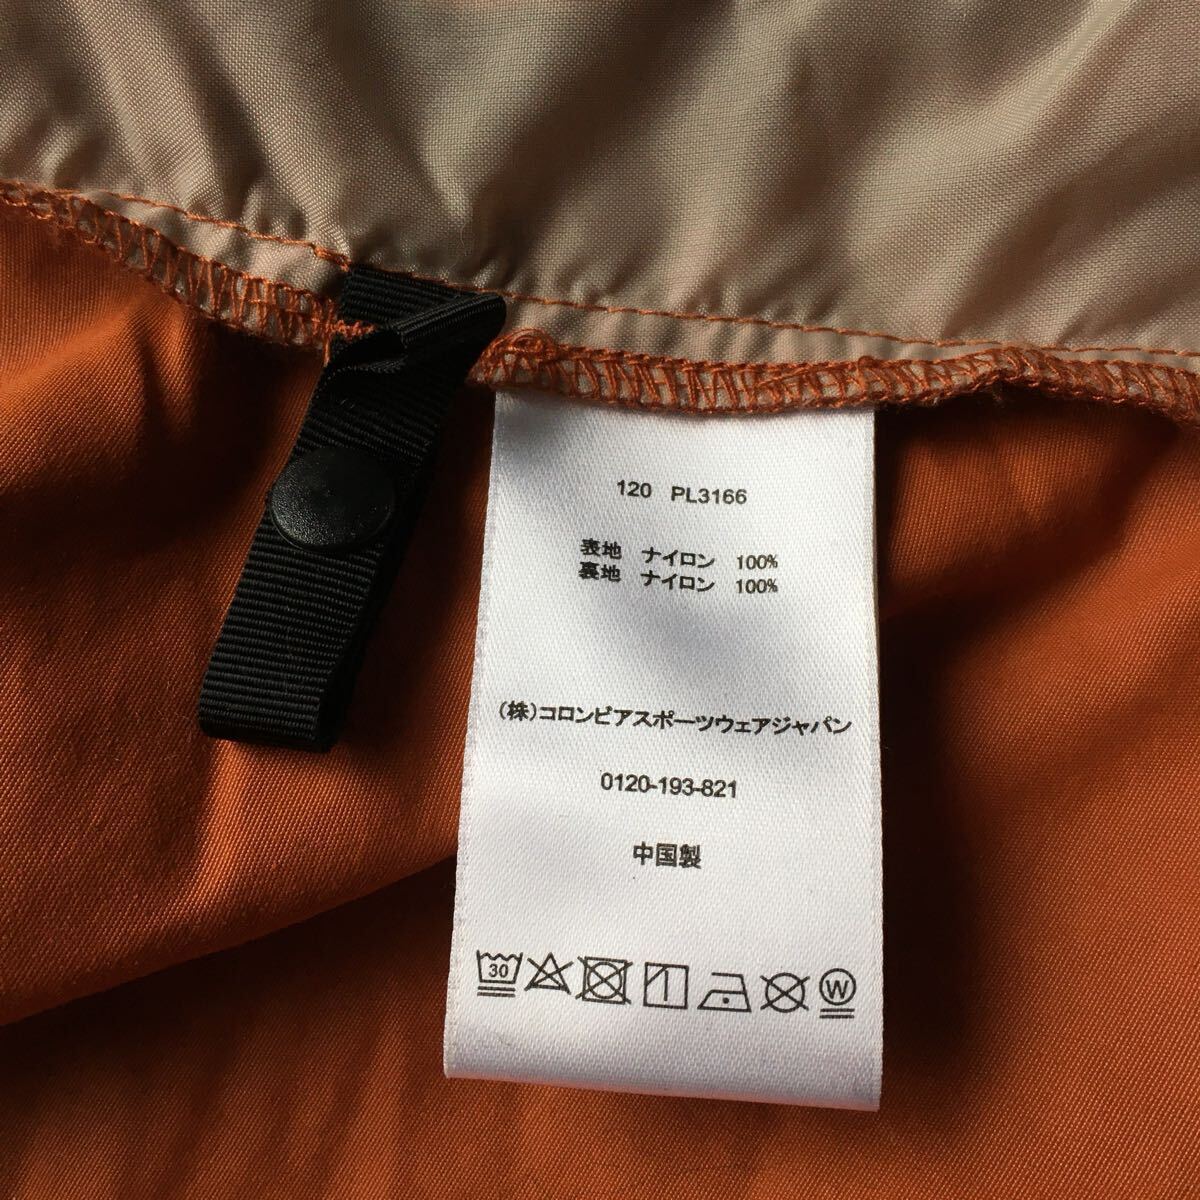 120 PL3166
表地 ナイロン 100%
裏地 ナイロン 100%
(株)コロンビアスポーツウェアジャパン
0120-193-821
中国製
30
W